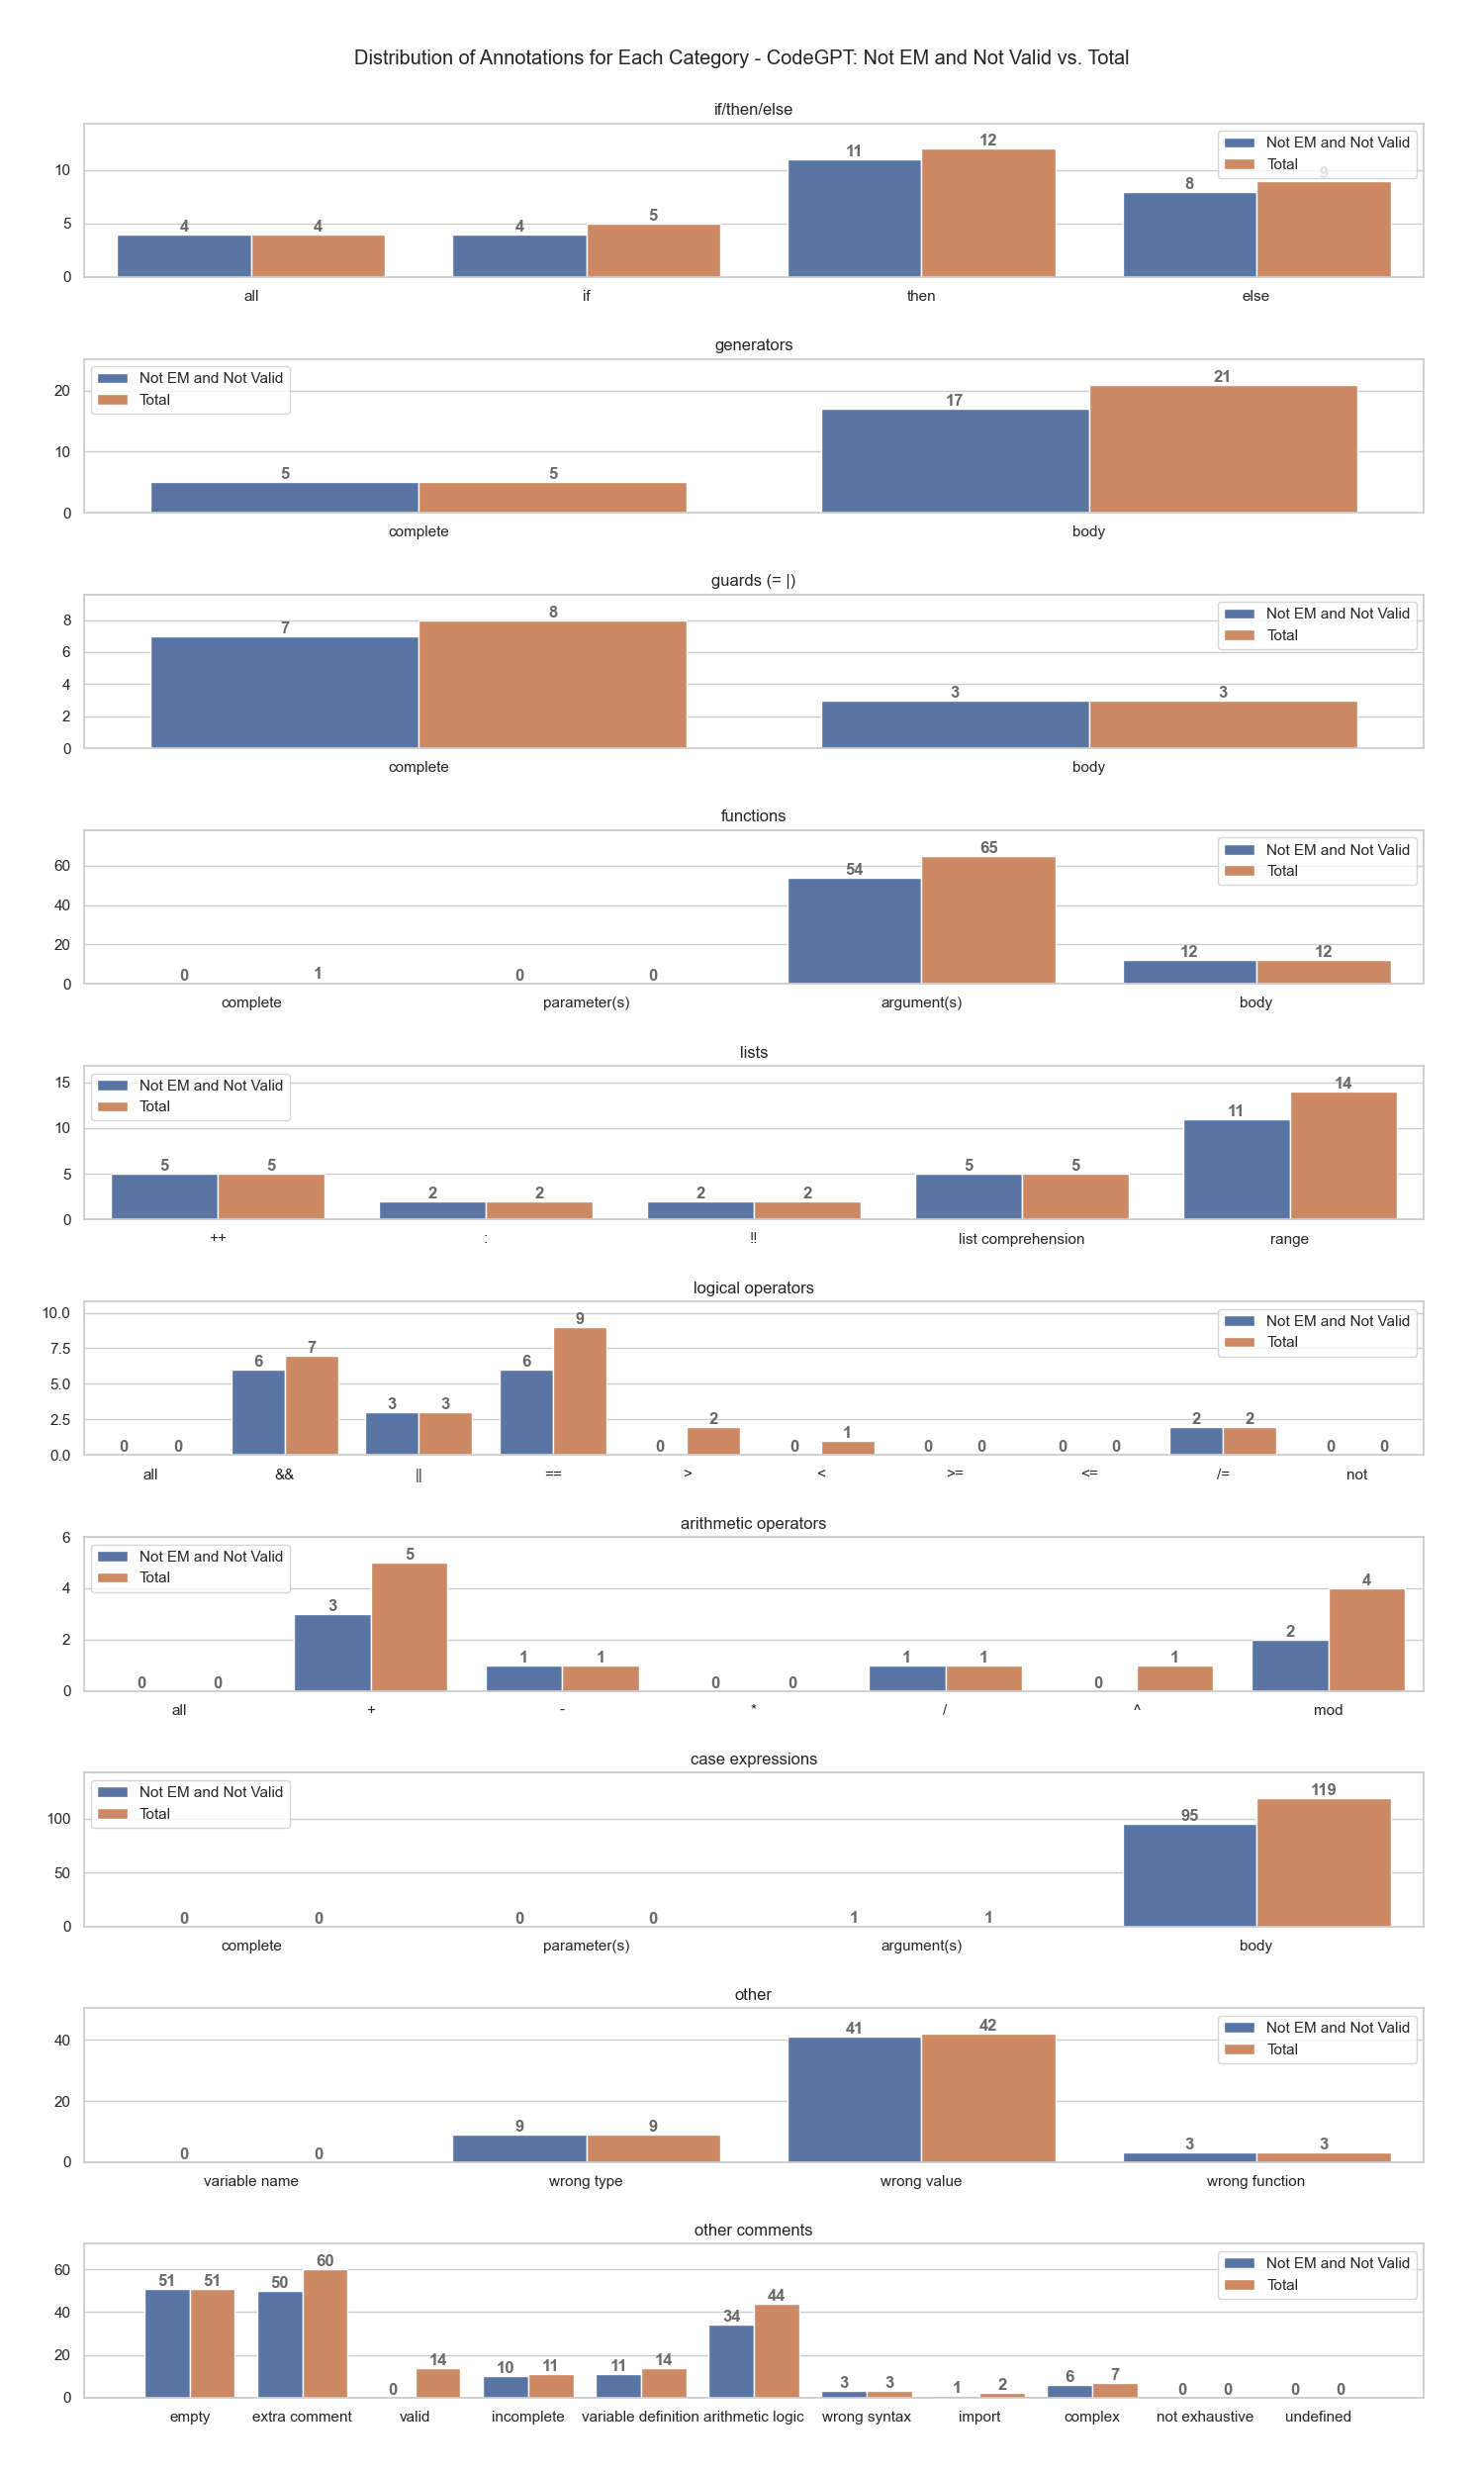 Distribution of Annotations for Each Category - CodeGPT: Not EM and Not Valid vs. Total
if/then/else
Not EM and Not Valid
Total
10
5
0
4 4 4 5 11 12 8 9
all if then else
generators
Not EM and Not Valid
Total
20
10
0
5 5 17 21
complete body
guards (= |)
Not EM and Not Valid
Total
8
6
4
2
0
7 8 3 3
complete body
functions
Not EM and Not Valid
Total
60
40
20
0
0 1 0 0 54 65 12 12
complete parameter(s) argument(s) body
lists
Not EM and Not Valid
Total
15
10
5
0
5 5 2 2 2 2 5 5 11 14
++ : !! list comprehension range
logical operators
Not EM and Not Valid
Total
10.0
7.5
5.0
2.5
0.0
0 0 6 7 3 3 6 9 0 2 0 1 0 0 0 0 2 2 0 0
all && || == > < >= <= /= not
arithmetic operators
Not EM and Not Valid
Total
6
4
2
0
0 0 3 5 1 1 0 0 1 1 0 1 2 4
all + - * / ^ mod
case expressions
Not EM and Not Valid
Total
100
50
0
0 0 0 0 1 1 95 119
complete parameter(s) argument(s) body
other
Not EM and Not Valid
Total
40
20
0
0 0 9 9 41 42 3 3
variable name wrong type wrong value wrong function
other comments
Not EM and Not Valid
Total
60
40
20
0
51 51 50 60 0 14 10 11 11 14 34 44 3 3 1 2 6 7 0 0 0 0
empty extra comment valid incomplete variable definition arithmetic logic wrong syntax import complex not exhaustive undefined